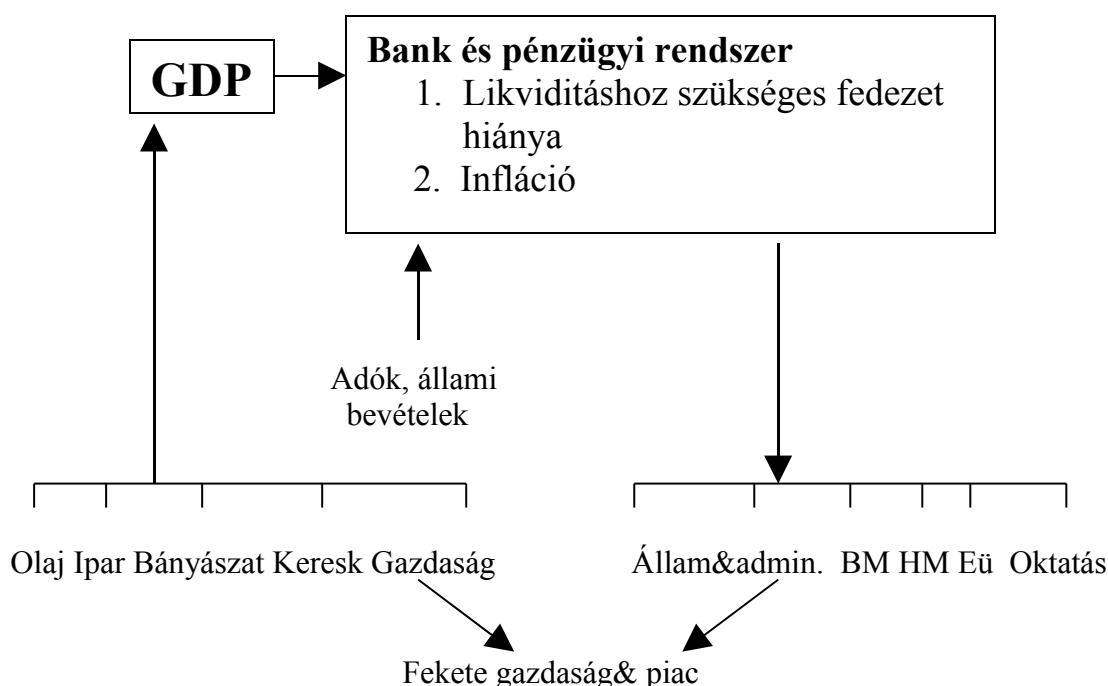 GDP
Bank és pénzügyi rendszer
1. Likviditáshoz szükséges fedezet
hiánya
2. Infláció
Adók, állami
bevételek
Olaj Ipar Bányászat Keresk Gazdaság
Állam&admin. BM HM Eü Oktatás
Fekete gazdaság& piac